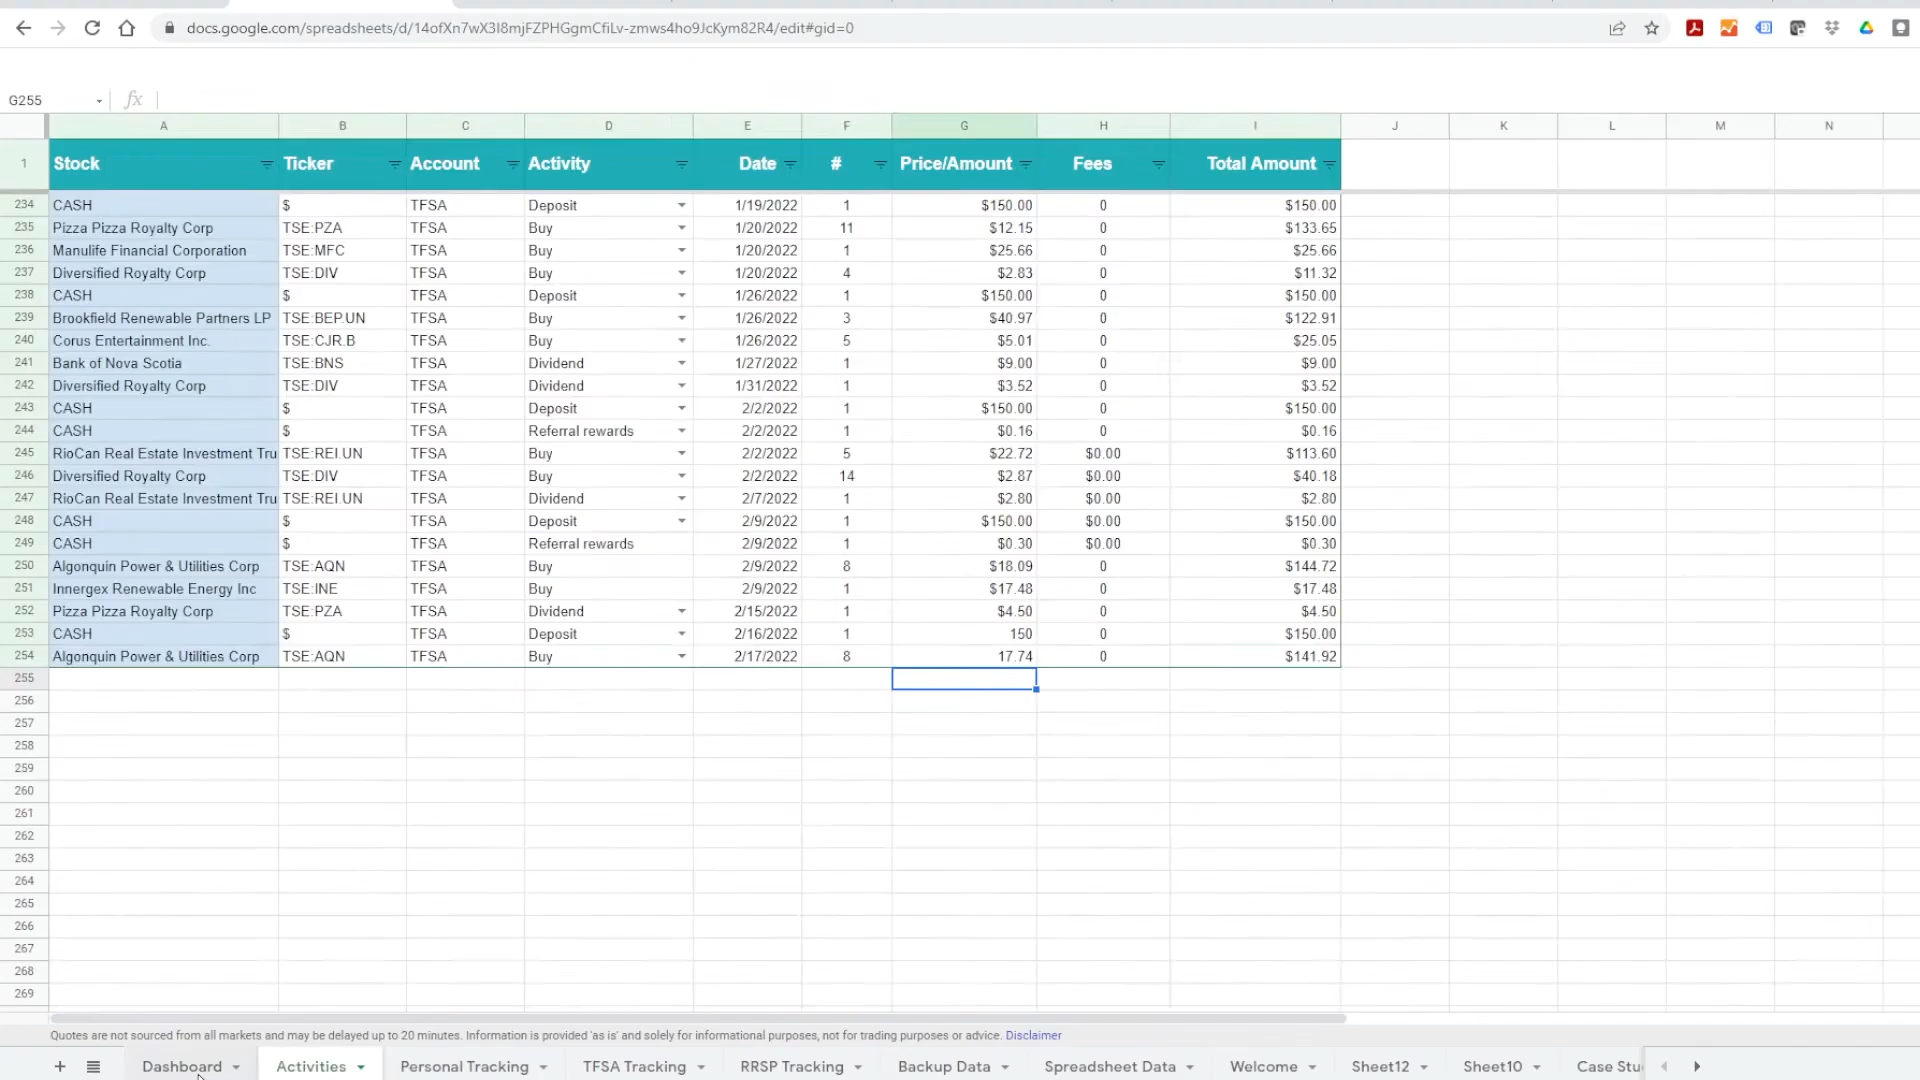 docs.google.com/spreadsheets/d/14ofXn7wX3I8mjFZPHGgmCfiLv-zmws4ho9JcKym82R4/edit#gid=0
G255 fx
A B C D E F G H I J K L M N
1 Stock Ticker Account Activity Date # Price/Amount Fees Total Amount
234 CASH $ TFSA Deposit 1/19/2022 1 $150.00 0 $150.00
235 Pizza Pizza Royalty Corp TSE:PZA TFSA Buy 1/20/2022 11 $12.15 0 $133.65
236 Manulife Financial Corporation TSE:MFC TFSA Buy 1/20/2022 1 $25.66 0 $25.66
237 Diversified Royalty Corp TSE:DIV TFSA Buy 1/20/2022 4 $2.83 0 $11.32
238 CASH $ TFSA Deposit 1/26/2022 1 $150.00 0 $150.00
239 Brookfield Renewable Partners LP TSE:BEP.UN TFSA Buy 1/26/2022 3 $40.97 0 $122.91
240 Corus Entertainment Inc. TSE:CJR.B TFSA Buy 1/26/2022 5 $5.01 0 $25.05
241 Bank of Nova Scotia TSE:BNS TFSA Dividend 1/27/2022 1 $9.00 0 $9.00
242 Diversified Royalty Corp TSE:DIV TFSA Dividend 1/31/2022 1 $3.52 0 $3.52
243 CASH $ TFSA Deposit 2/2/2022 1 $150.00 0 $150.00
244 CASH $ TFSA Referral rewards 2/2/2022 1 $0.16 0 $0.16
245 RioCan Real Estate Investment Tru TSE:REI.UN TFSA Buy 2/2/2022 5 $22.72 $0.00 $113.60
246 Diversified Royalty Corp TSE:DIV TFSA Buy 2/2/2022 14 $2.87 $0.00 $40.18
247 RioCan Real Estate Investment Tru TSE:REI.UN TFSA Dividend 2/7/2022 1 $2.80 $0.00 $2.80
248 CASH $ TFSA Deposit 2/9/2022 1 $150.00 $0.00 $150.00
249 CASH $ TFSA Referral rewards 2/9/2022 1 $0.30 $0.00 $0.30
250 Algonquin Power & Utilities Corp TSE:AQN TFSA Buy 2/9/2022 8 $18.09 0 $144.72
251 Innergex Renewable Energy Inc TSE:INE TFSA Buy 2/9/2022 1 $17.48 0 $17.48
252 Pizza Pizza Royalty Corp TSE:PZA TFSA Dividend 2/15/2022 1 $4.50 0 $4.50
253 CASH $ TFSA Deposit 2/16/2022 1 150 0 $150.00
254 Algonquin Power & Utilities Corp TSE:AQN TFSA Buy 2/17/2022 8 17.74 0 $141.92
255
256
257
258
259
260
261
262
263
264
265
266
267
268
269
Quotes are not sourced from all markets and may be delayed up to 20 minutes. Information is provided 'as is' and solely for informational purposes, not for trading purposes or advice. Disclaimer
+ Dashboard Activities Personal Tracking TFSA Tracking RRSP Tracking Backup Data Spreadsheet Data Welcome Sheet12 Sheet10 Case Stu